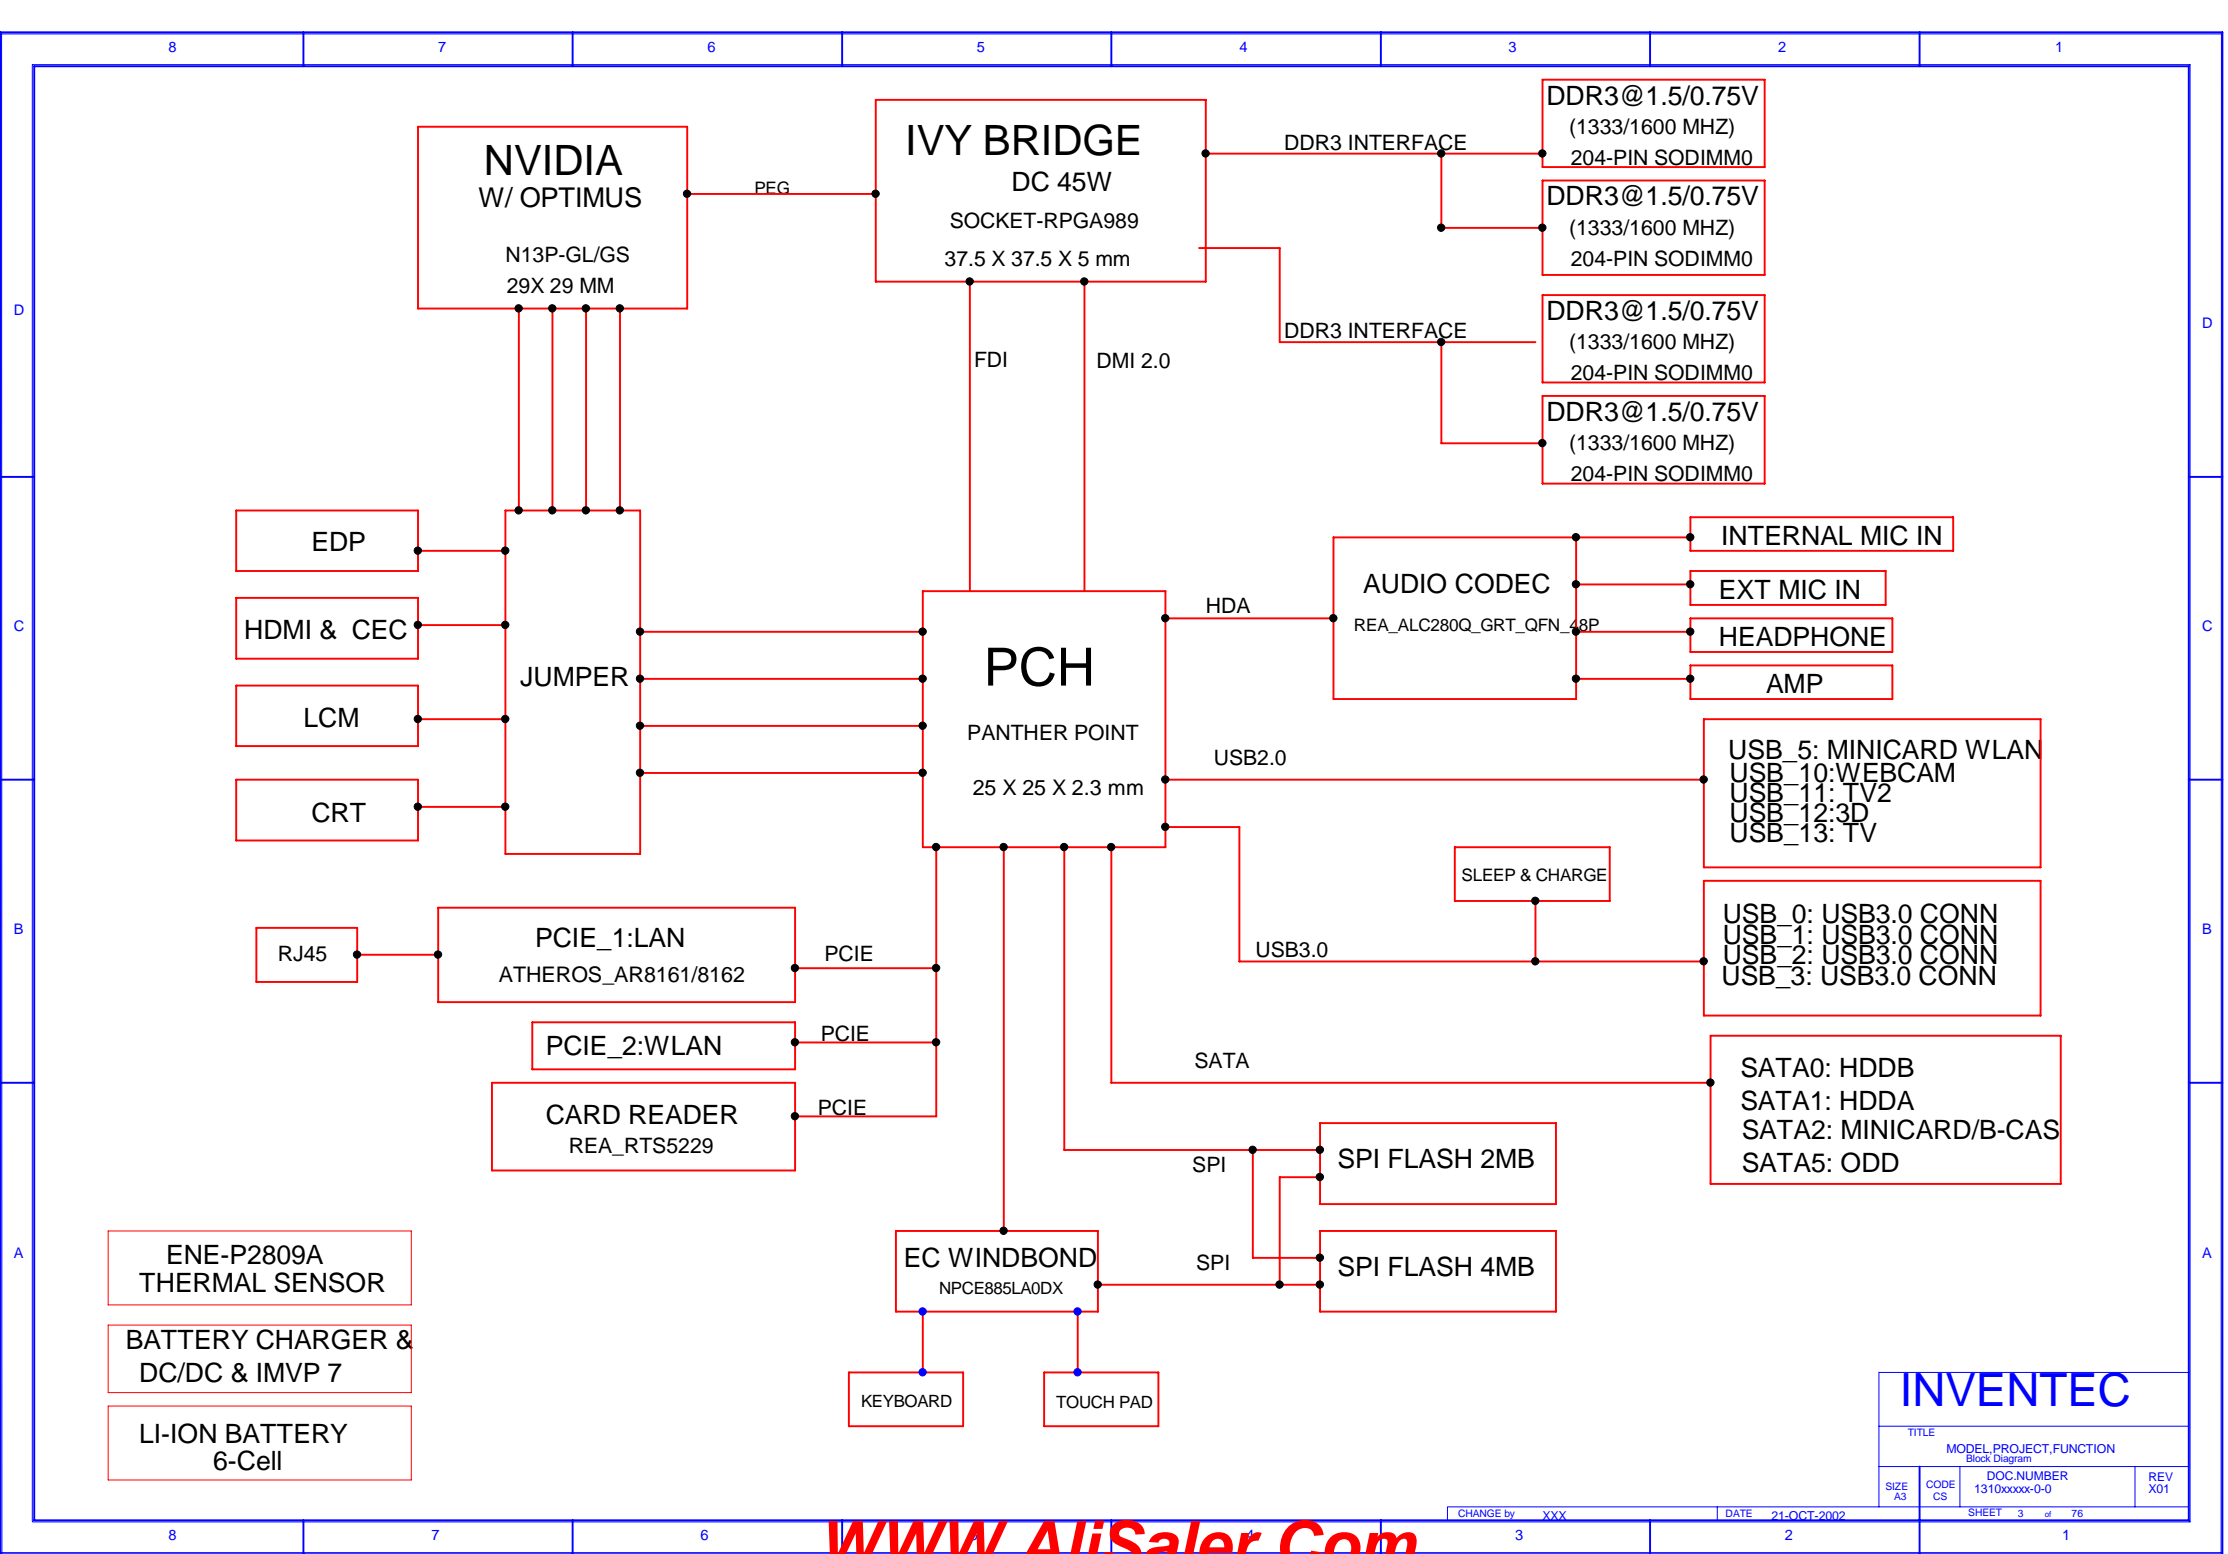 8 7 6 5 4 3 2 1
NVIDIA
W/ OPTIMUS
N13P-GL/GS
29X 29 MM
PEG
IVY BRIDGE
DC 45W
SOCKET-RPGA989
37.5 X 37.5 X 5 mm
DDR3 INTERFACE
DDR3@1.5/0.75V
(1333/1600 MHZ)
204-PIN SODIMM0
DDR3@1.5/0.75V
(1333/1600 MHZ)
204-PIN SODIMM0
DDR3 INTERFACE
DDR3@1.5/0.75V
(1333/1600 MHZ)
204-PIN SODIMM0
DDR3@1.5/0.75V
(1333/1600 MHZ)
204-PIN SODIMM0
D
D
FDI
DMI 2.0
EDP
HDMI & CEC
LCM
CRT
JUMPER
C
C
PCH
PANTHER POINT
25 X 25 X 2.3 mm
HDA
AUDIO CODEC
REA_ALC280Q_GRT_QFN_48P
INTERNAL MIC IN
EXT MIC IN
HEADPHONE
AMP
USB2.0
USB_5: MINICARD WLAN
USB_10:WEBCAM
USB_11: TV2
USB_12:3D
USB_13: TV
SLEEP & CHARGE
USB3.0
USB_0: USB3.0 CONN
USB_1: USB3.0 CONN
USB_2: USB3.0 CONN
USB_3: USB3.0 CONN
B
B
RJ45
PCIE_1:LAN
ATHEROS_AR8161/8162
PCIE
PCIE_2:WLAN
PCIE
CARD READER
REA_RTS5229
PCIE
SATA
SATA0: HDDB
SATA1: HDDA
SATA2: MINICARD/B-CAS
SATA5: ODD
SPI
SPI FLASH 2MB
SPI
SPI FLASH 4MB
EC WINDBOND
NPCE885LA0DX
KEYBOARD
TOUCH PAD
A
A
ENE-P2809A
THERMAL SENSOR
BATTERY CHARGER &
DC/DC & IMVP 7
LI-ION BATTERY
6-Cell
INVENTEC
TITLE
MODEL,PROJECT,FUNCTION
Block Diagram
SIZE
A3
CODE
CS
DOC.NUMBER
1310xxxxx-0-0
REV
X01
CHANGE by XXX
DATE 21-OCT-2002
SHEET 3 of 76
8 7 6 3 2 1
WWW.AliSaler.Com